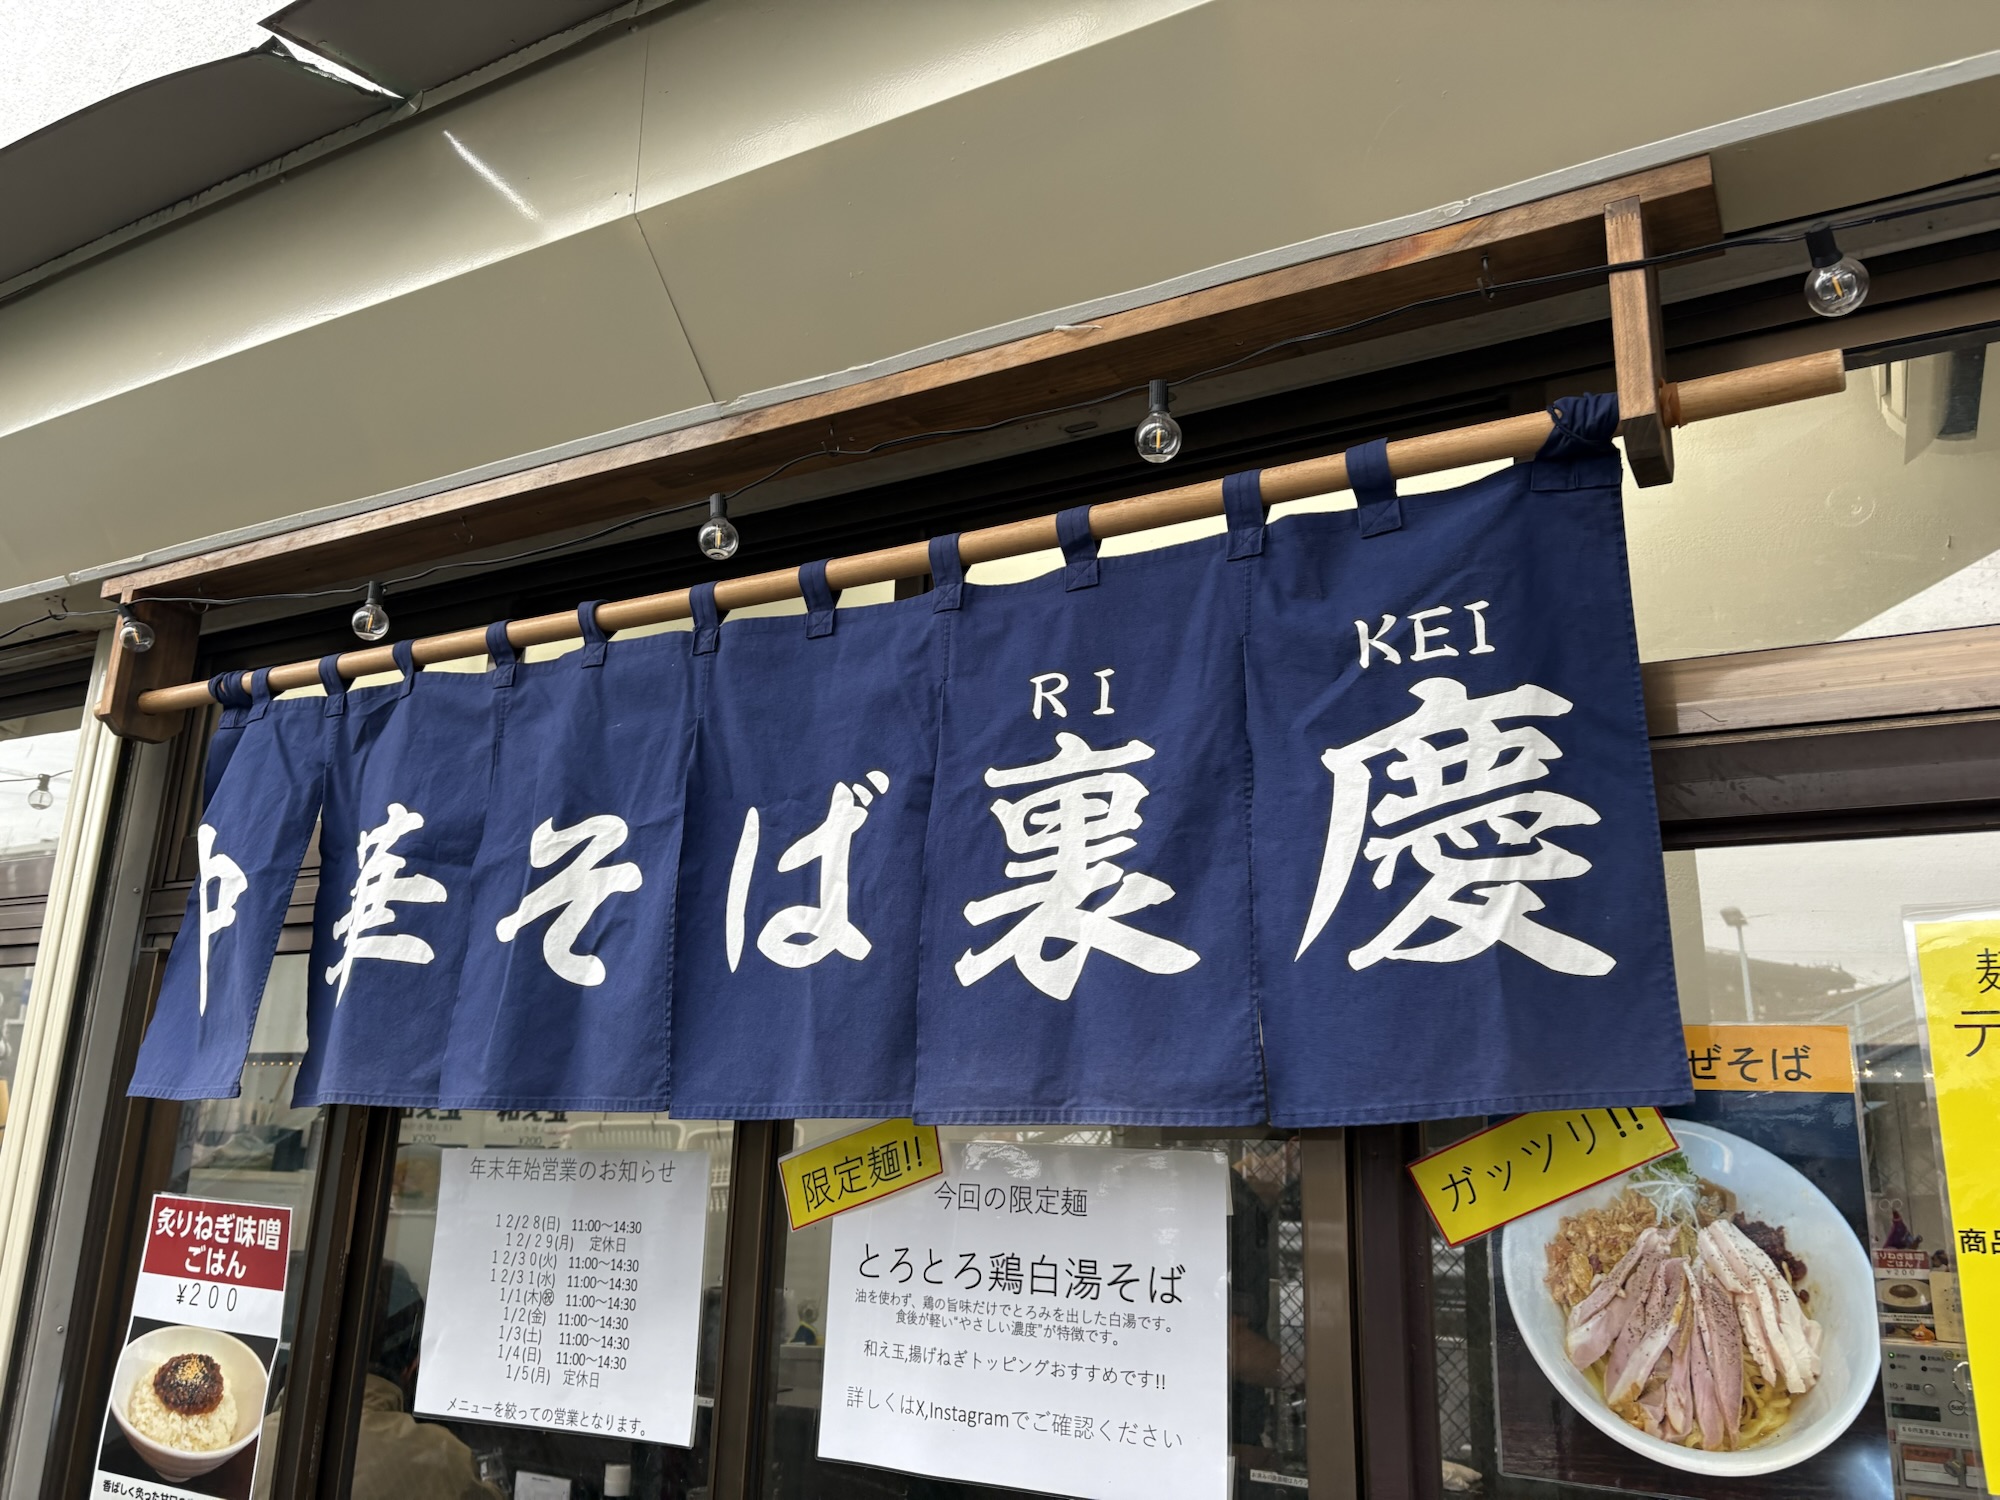 KEI
RI
中華そば裏慶
炙りねぎ味噌
ごはん
¥200
年末年始営業のお知らせ
12/28(日) 11:00～14:30
12/29(月) 定休日
12/30(火) 11:00～14:30
12/31(水) 11:00～14:30
1/1(木)㊗ 11:00～14:30
1/2(金) 11:00～14:30
1/3(土) 11:00～14:30
1/4(日) 11:00～14:30
1/5(月) 定休日
メニューを絞っての営業となります。
限定麺!!
今回の限定麺
とろとろ鶏白湯そば
油を使わず、鶏の旨味だけでとろみを出した白湯です。
食後が軽い“やさしい濃度”が特徴です。
和え玉,揚げねぎトッピングおすすめです!!
詳しくはX,Instagramでご確認ください
ぜそば
ガッツリ!!
テ
商品